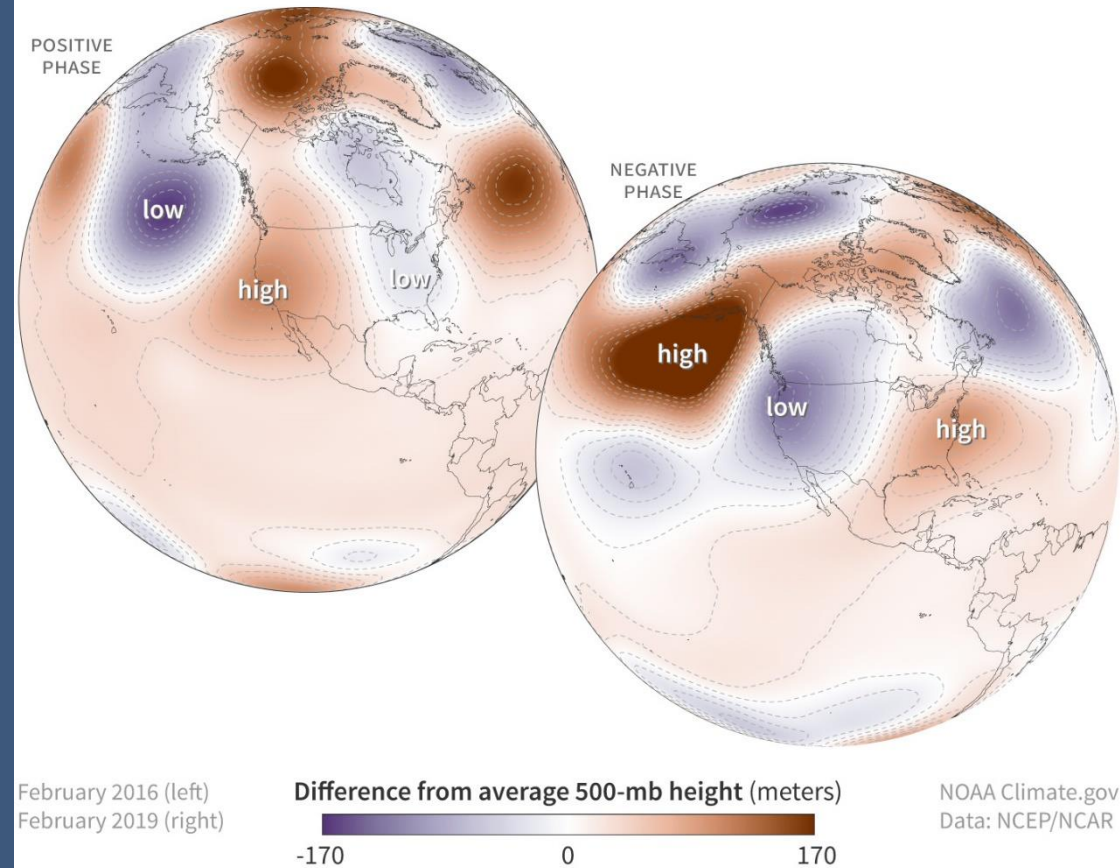 POSITIVE
PHASE
low
high
low
NEGATIVE
PHASE
high
low
high
February 2016 (left)
February 2019 (right)
Difference from average 500-mb height (meters)
-170
0
170
NOAA Climate.gov
Data: NCEP/NCAR